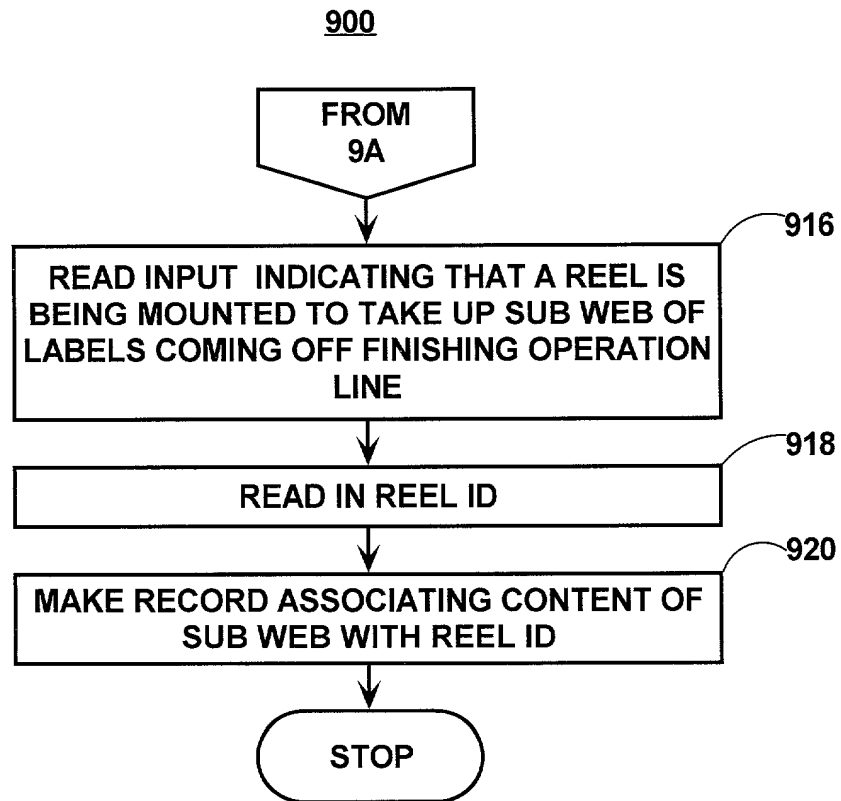 900
FROM
9A
916
READ INPUT INDICATING THAT A REEL IS
BEING MOUNTED TO TAKE UP SUB WEB OF
LABELS COMING OFF FINISHING OPERATION
LINE
918
READ IN REEL ID
920
MAKE RECORD ASSOCIATING CONTENT OF
SUB WEB WITH REEL ID
STOP